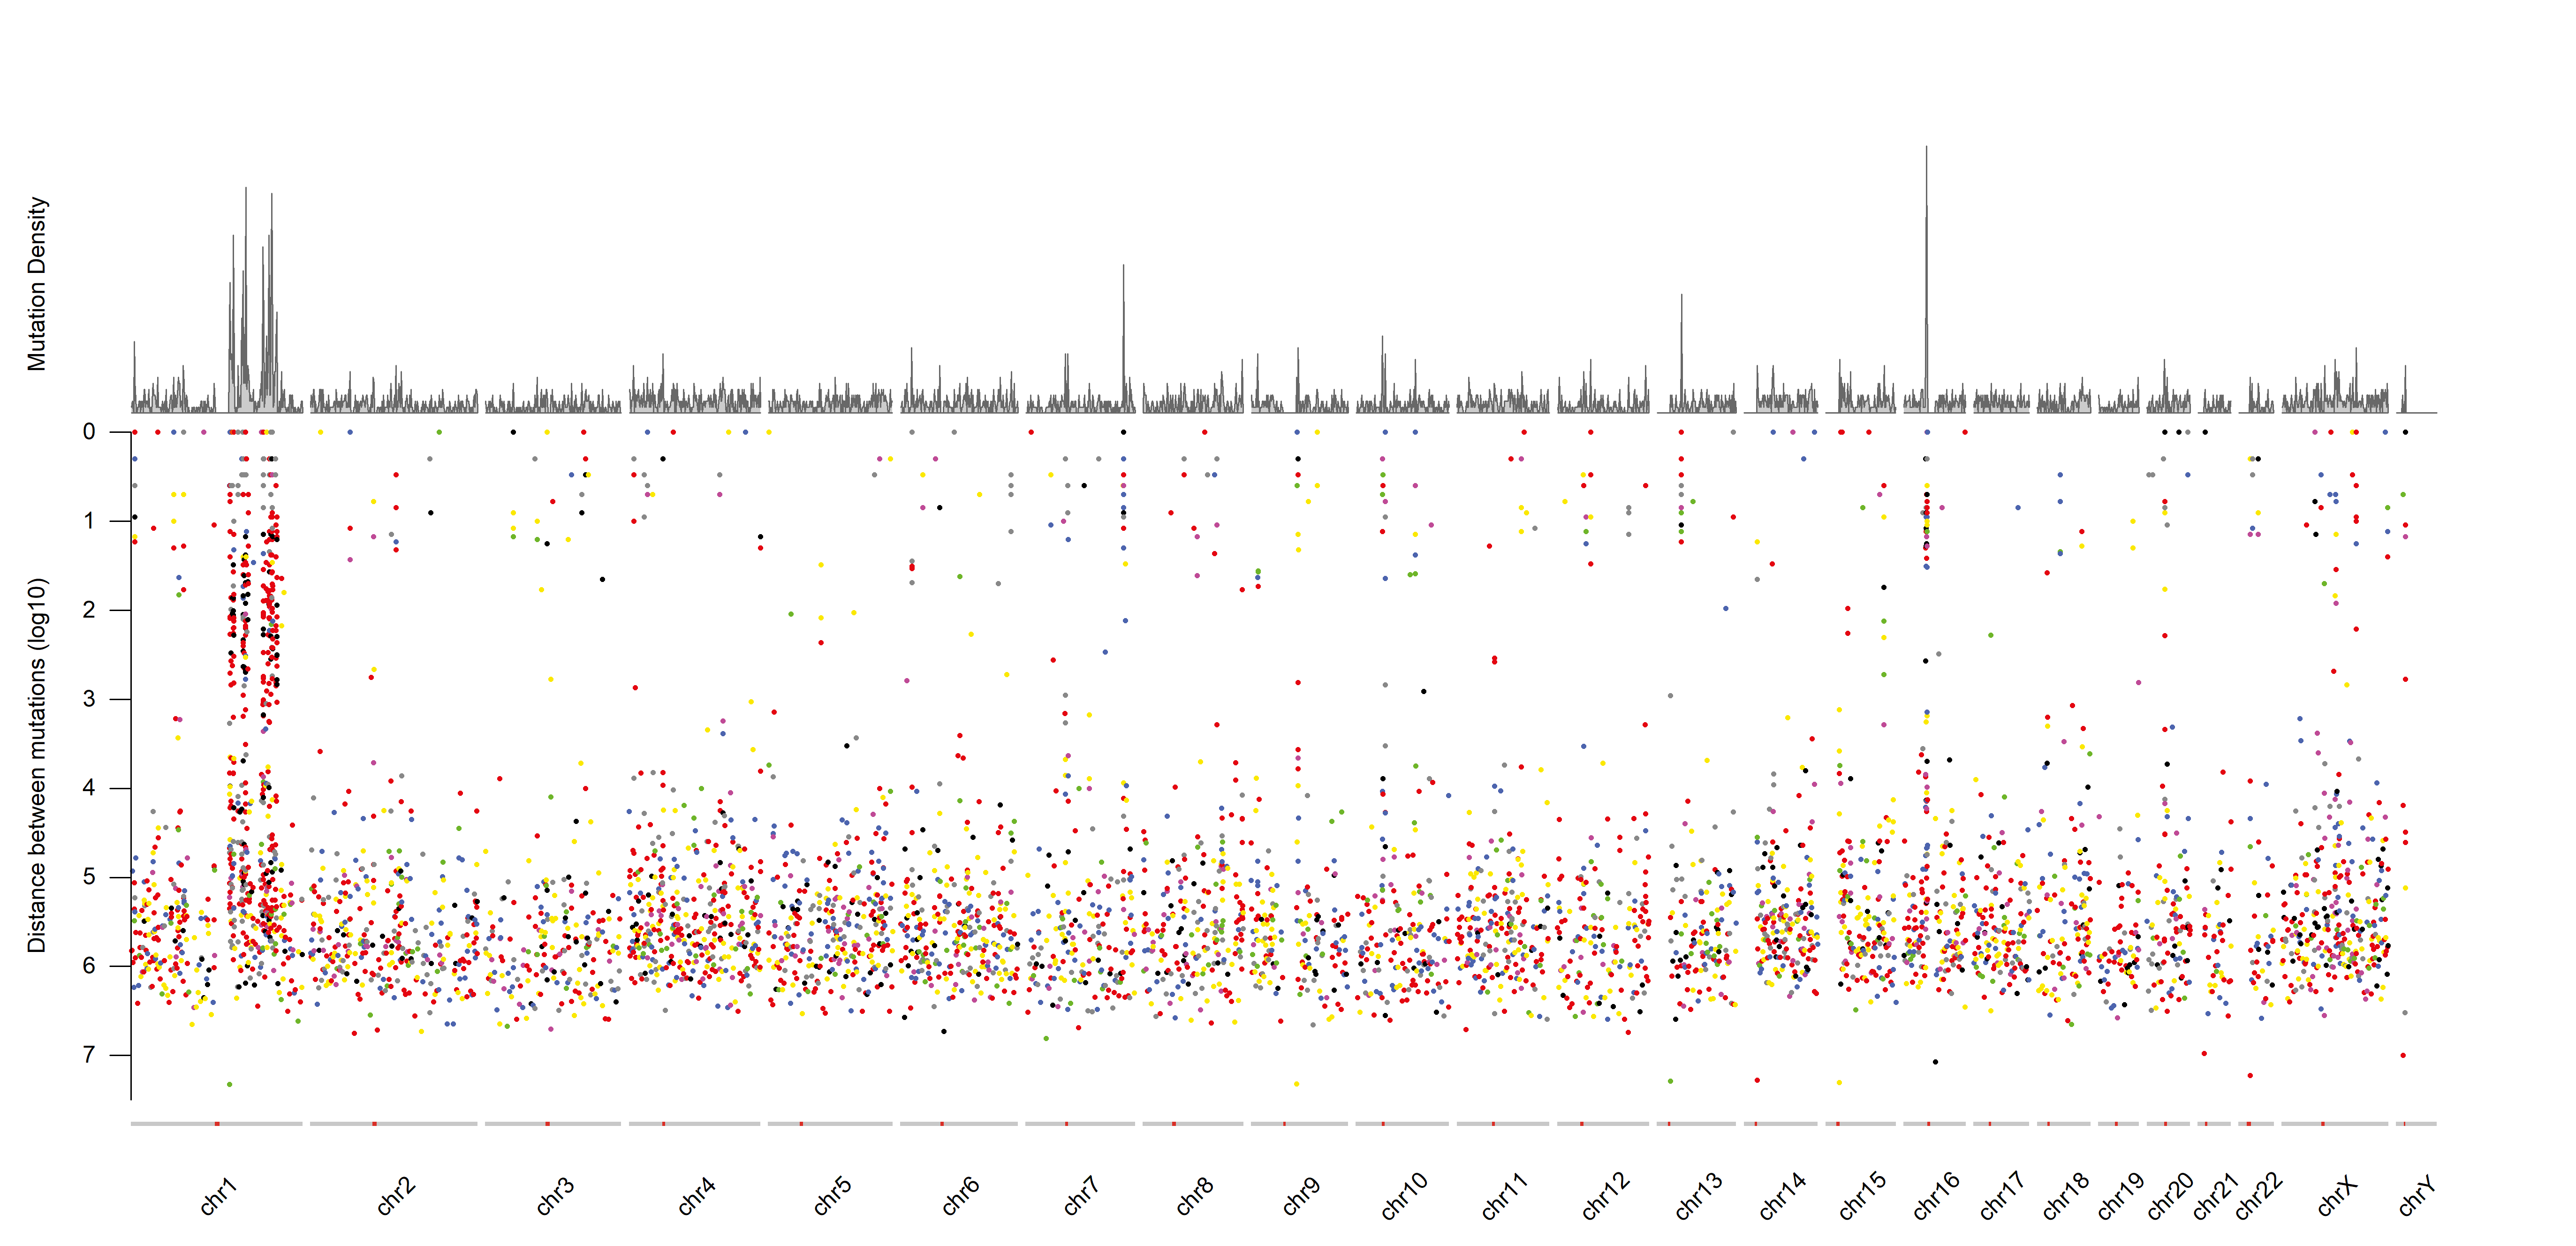 Mutation Density
Distance between mutations (log10)
0
1
2
3
4
5
6
7
chr1
chr2
chr3
chr4
chr5
chr6
chr7
chr8
chr9
chr10
chr11
chr12
chr13
chr14
chr15
chr16
chr17
chr18
chr19
chr20
chr21
chr22
chrX
chrY